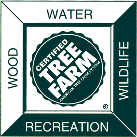 WATER
WOOD
WILDLIFE
CERTIFIED
TREE
FARM
®
RECREATION